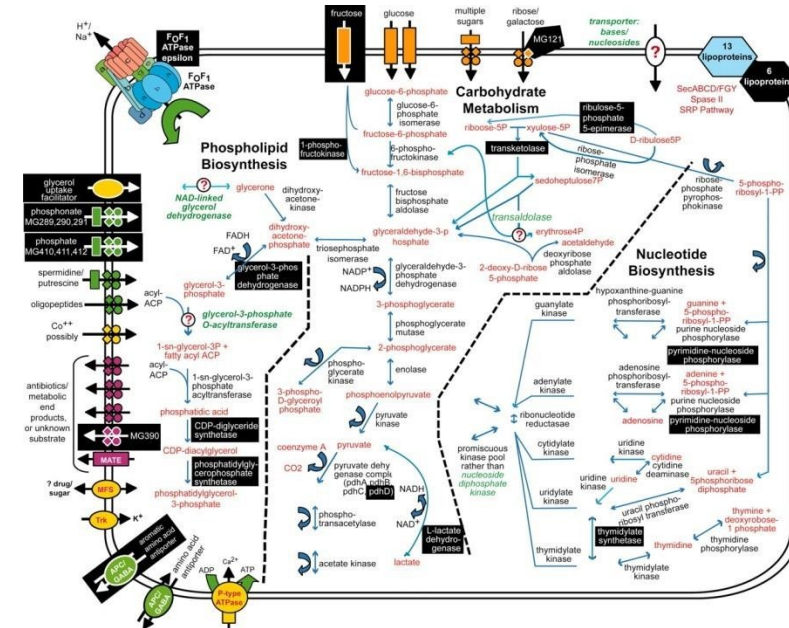 H+/
Na+
FOF1
ATPase
epsilon
FOF1
ATPase
fructose
glucose
multiple
sugars
ribose/
galactose
MG121
transporter:
bases/
nucleosides
?
13
lipoproteins
6
lipoproteins
SecABCD/FGY
Spase II
SRP Pathway
Carbohydrate
Metabolism
glucose-6-phosphate
glucose-6-
phosphate
isomerase
fructose-6-phosphate
1-phospho-
fructokinase
6-phospho-
fructokinase
fructose-1,6-bisphosphate
fructose
bisphosphate
aldolase
riboose-5P
xyulose-5P
ribulose-5-
phosphate
5-epimerase
D-ribulose5P
transketolase
ribose-
phosphate
isomerase
sedoheptulose7P
ribose-
phosphate
pyrophos-
phokinase
5-phospho-
ribosyl-1-PP
transaldolase
?
erythrose4P
acetaldehyde
deoxyribose
phosphate
aldolase
2-deoxy-D-ribose
5-phosphate
glyceraldehyde-3-p
hosphate
triosephosphate
isomerase
NADP+
NADPH
glyceraldehyde-3-
phosphate
dehydrogenase
3-phosphoglycerate
phosphoglycerate
mutase
2-phosphoglycerate
phospho-
glycerate
kinase
enolase
3-phospho-
D-glyceroyl
phosphate
phosphoenolpyruvate
pyruvate
kinase
coenzyme A
pyruvate
CO2
pyruvate dehy
genase compl
(pdhA, pdhB,
pdhC, pdhD)
NADH
NAD+
phospho-
transacetylase
L-lactate
dehydro-
genase
acetate kinase
lactate
Phospholipid
Biosynthesis
?
NAD-linked
glycerol
dehydrogenase
glycerone
dihydroxy-
acetone-
kinase
dihydroxy-
acetone-
phosphate
FADH
FAD+
glycerol-3-phos
phate
dehydrogenase
glycerol-3-
phosphate
acyl-
ACP
?
glycerol-3-phosphate
O-acyltransferase
1-sn-glycerol-3P +
fatty acyl ACP
acyl-
ACP
1-sn-glycerol-3-
phosphate
acyltransferase
phosphatidic acid
CDP-diglyceride
synthetase
CDP-diacylglycerol
phosphatidylgly-
cerophosphate
synthetase
phosphatidylglycerol-
3-phosphate
glycerol
uptake
facilitator
phosphonate
MG289,290,291
phosphate
MG410,411,412
spermidine/
putrescine
oligopeptides
Co++
possibly
antibiotics/
metabolic
end
products,
or unknown
substrate
MG390
MATE
? drug/
sugar
MFS
Trk
K+
aromatic
amino acid
antiporter
APC/
GABA
amino acid
antiporter
APC/
GABA
ADP
Ca2+
ATP
P-type
ATPase
Nucleotide
Biosynthesis
guanylate
kinase
hypoxanthine-guanine
phosphoribosyl-
transferase
guanine +
5-phospho-
ribosyl-1-PP
purine nucleoside
phosphorylase
pyrimidine-nucleoside
phosphorylase
adenylate
kinase
adenosine
phosphoribosyl-
transferase
adenine +
5-phospho-
ribosyl-1-PP
purine nucleoside
phosphorylase
adenosine
pyrimidine-nucleoside
phosphorylase
ribonucleotide
reductasae
promiscuous
kinase pool
rather than
nucleoside
diphosphate
kinase
cytidylate
kinase
uridine
kinase
cytidine
cytidine
deaminase
uridine
kinase
uridine
uracil +
5phosphoribose
diphosphate
uridylate
kinase
uracil phospho-
ribosyl transferase
thymidylate
synthetase
thymine +
deoxyrobose-
1 phosphate
thymidylate
kinase
thymidine
thymidine
phosphorylase
thymidylate
kinase